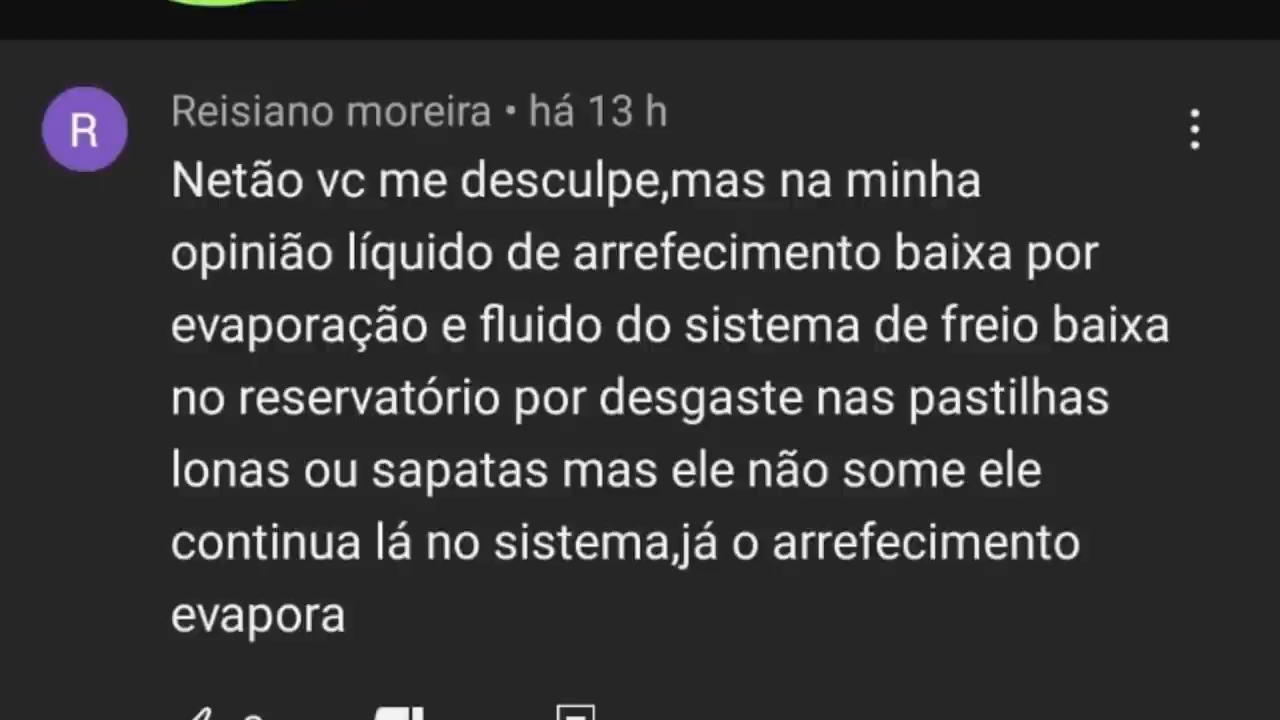 R
Reisiano moreira • há 13 h
Netão vc me desculpe,mas na minha
opinião líquido de arrefecimento baixa por
evaporação e fluido do sistema de freio baixa
no reservatório por desgaste nas pastilhas
lonas ou sapatas mas ele não some ele
continua lá no sistema,já o arrefecimento
evapora